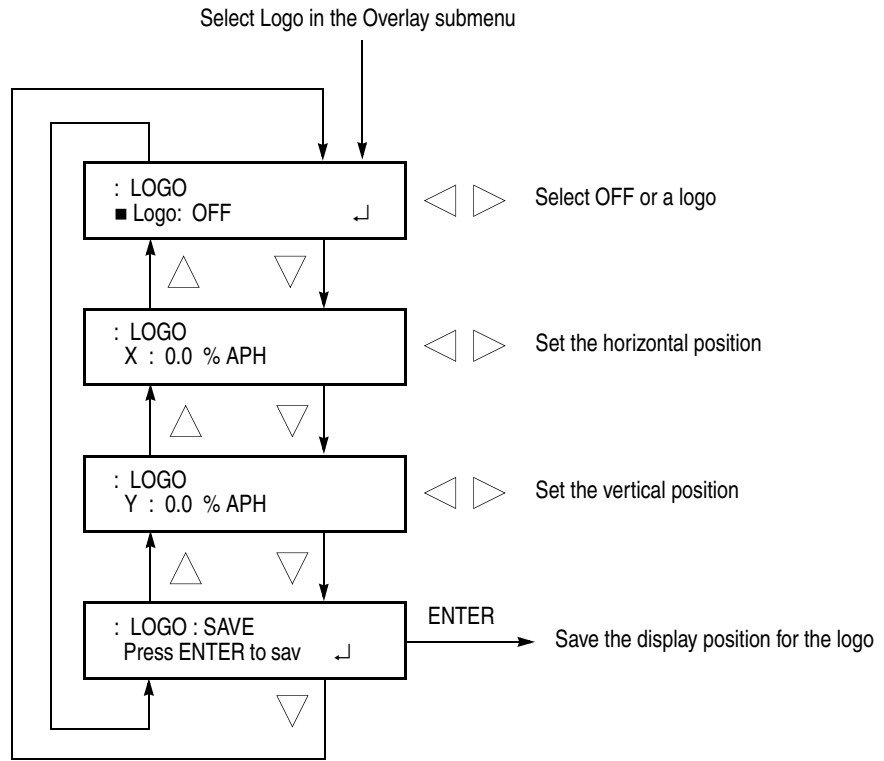 Select Logo in the Overlay submenu
: LOGO
■ Logo: OFF ↵
Select OFF or a logo
: LOGO
X : 0.0 % APH
Set the horizontal position
: LOGO
Y : 0.0 % APH
Set the vertical position
: LOGO : SAVE
Press ENTER to sav ↵
ENTER
Save the display position for the logo